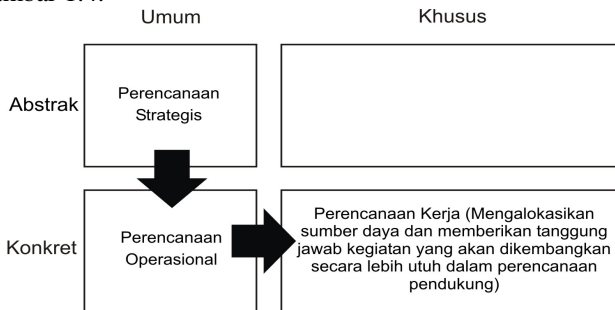 Umum Khusus
Abstrak
Perencanaan
Strategis
Konkret
Perencanaan
Operasional
Perencanaan Kerja (Mengalokasikan
sumber daya dan memberikan tanggung
jawab kegiatan yang akan dikembangkan
secara lebih utuh dalam perencanaan
pendukung)